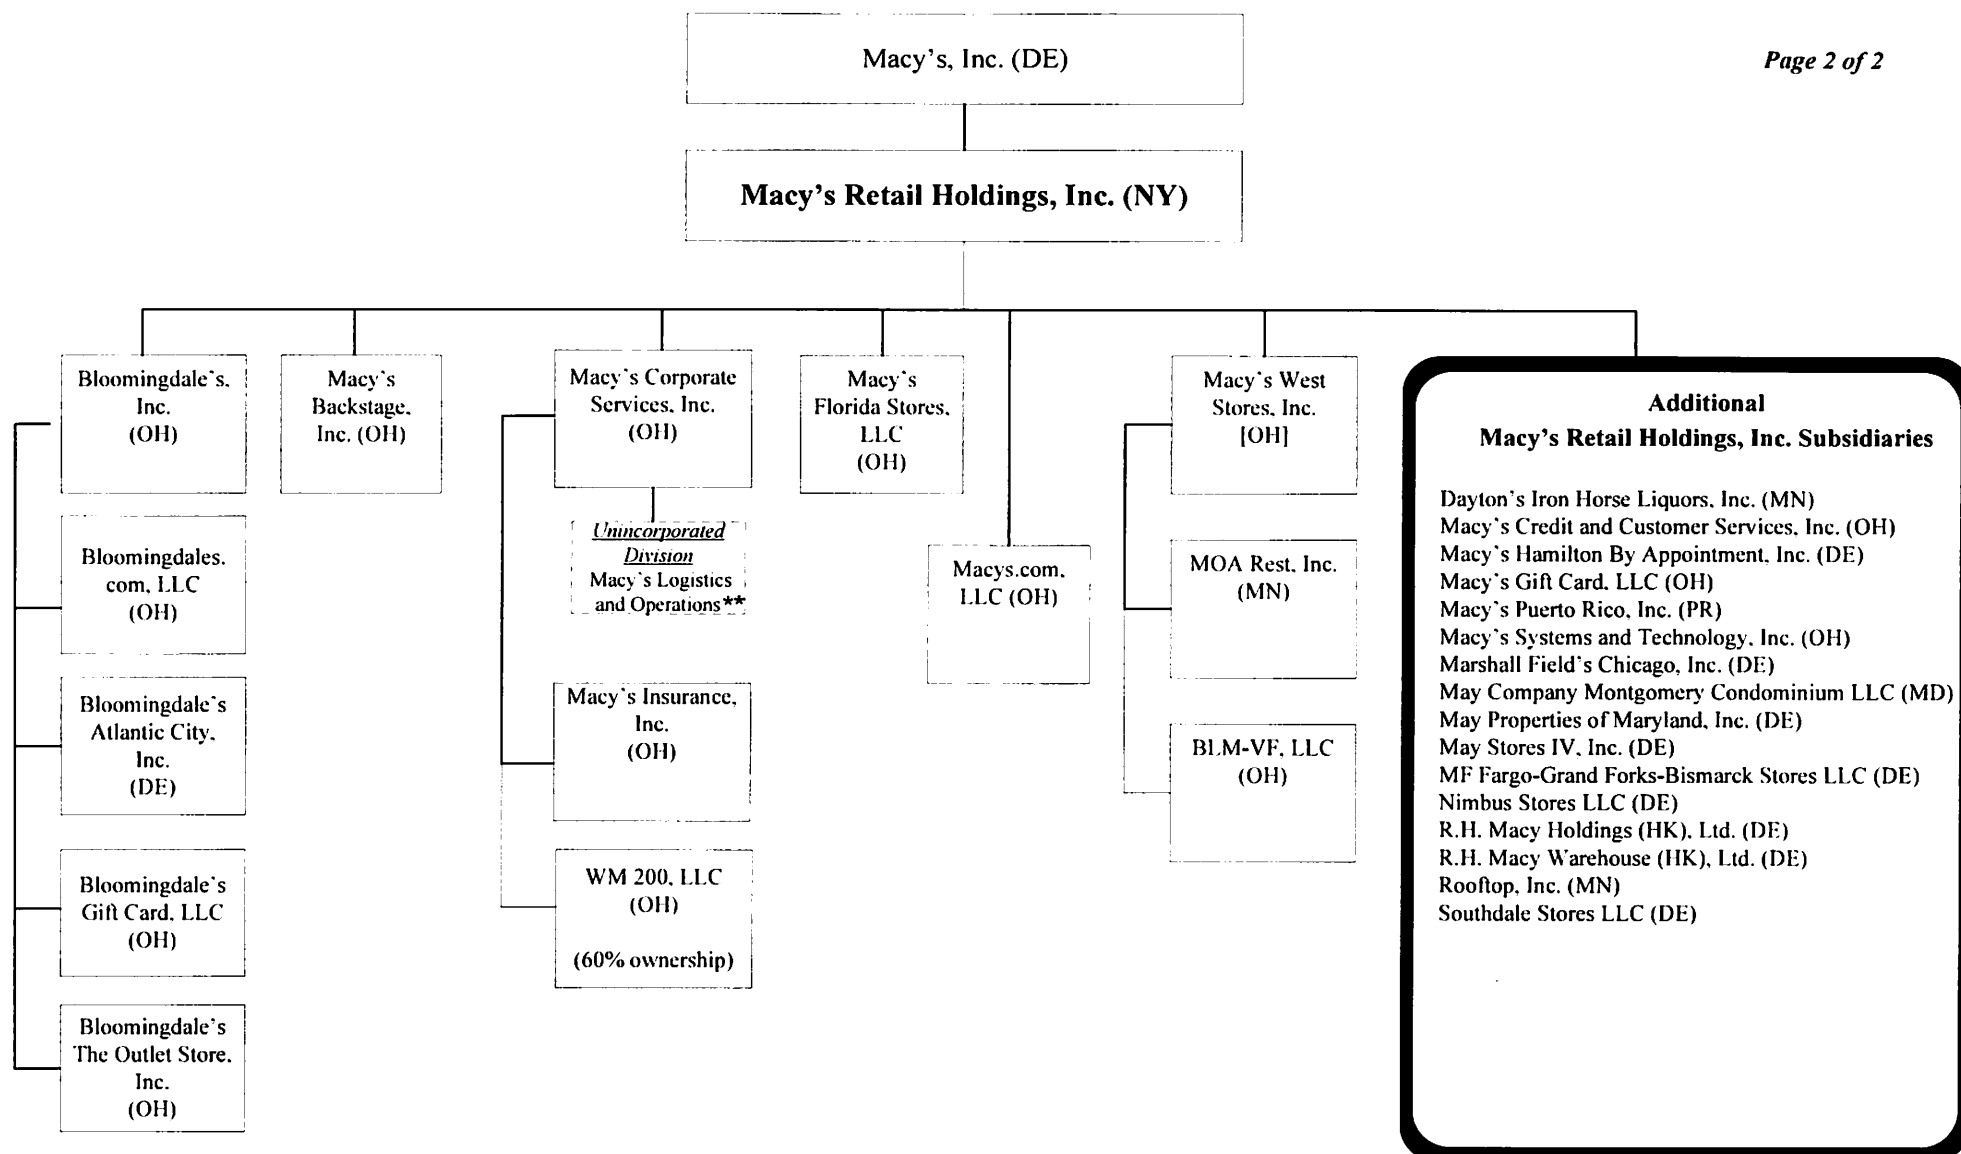 Macy's, Inc. (DE)
Page 2 of 2
Macy's Retail Holdings, Inc. (NY)
Bloomingdale's,
Inc.
(OH)
Bloomingdales.
com, LLC
(OH)
Bloomingdale's
Atlantic City,
Inc.
(DE)
Bloomingdale's
Gift Card, LLC
(OH)
Bloomingdale's
The Outlet Store,
Inc.
(OH)
Macy's
Backstage,
Inc. (OH)
Macy's Corporate
Services, Inc.
(OH)
Unincorporated
Division
Macy's Logistics
and Operations**
Macy's Insurance,
Inc.
(OH)
WM 200, LLC
(OH)
(60% ownership)
Macy's
Florida Stores,
LLC
(OH)
Macys.com,
LLC (OH)
Macy's West
Stores, Inc.
[OH]
MOA Rest, Inc.
(MN)
BLM-VF, LLC
(OH)
Additional
Macy's Retail Holdings, Inc. Subsidiaries
Dayton's Iron Horse Liquors, Inc. (MN)
Macy's Credit and Customer Services, Inc. (OH)
Macy's Hamilton By Appointment, Inc. (DE)
Macy's Gift Card, LLC (OH)
Macy's Puerto Rico, Inc. (PR)
Macy's Systems and Technology, Inc. (OH)
Marshall Field's Chicago, Inc. (DE)
May Company Montgomery Condominium LLC (MD)
May Properties of Maryland, Inc. (DE)
May Stores IV, Inc. (DE)
MF Fargo-Grand Forks-Bismarck Stores LLC (DE)
Nimbus Stores LLC (DE)
R.H. Macy Holdings (HK), Ltd. (DE)
R.H. Macy Warehouse (HK), Ltd. (DE)
Rooftop, Inc. (MN)
Southdale Stores LLC (DE)